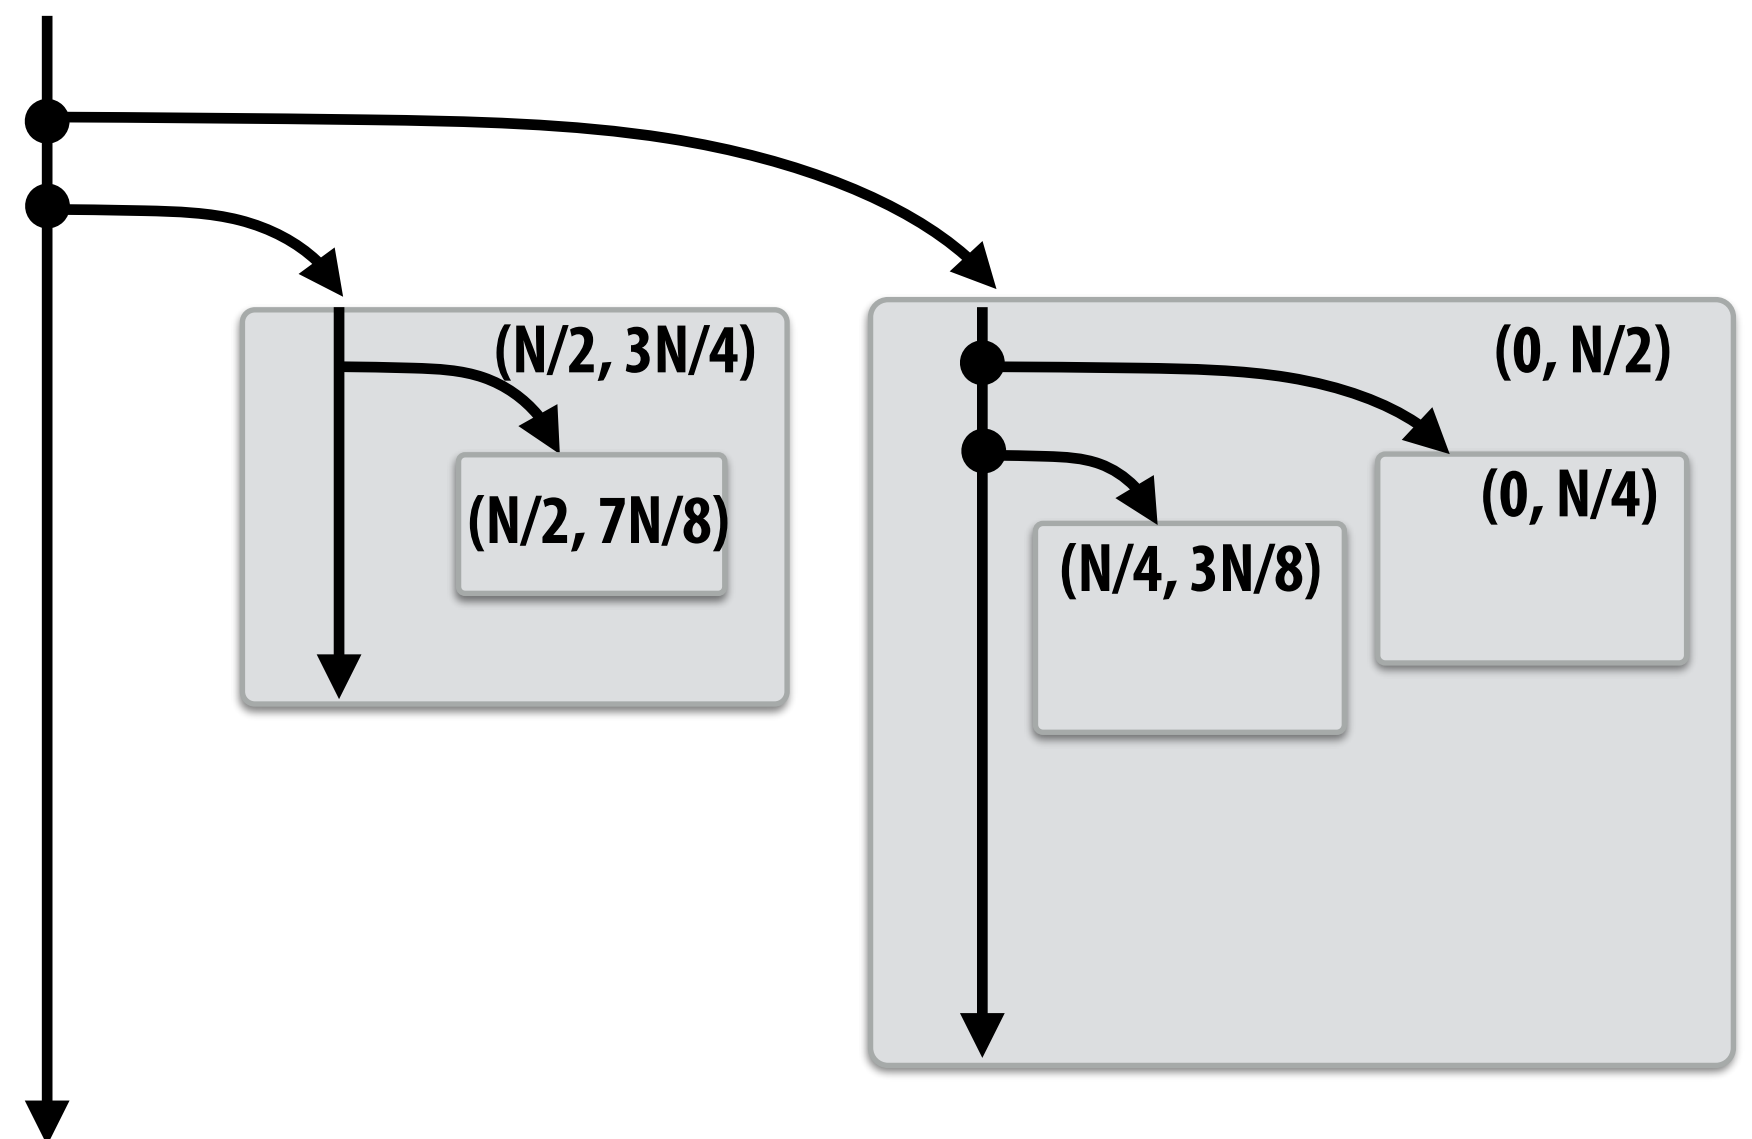 (N/2, 3N/4)
(0, N/2)
(N/2, 7N/8)
(0, N/4)
(N/4, 3N/8)